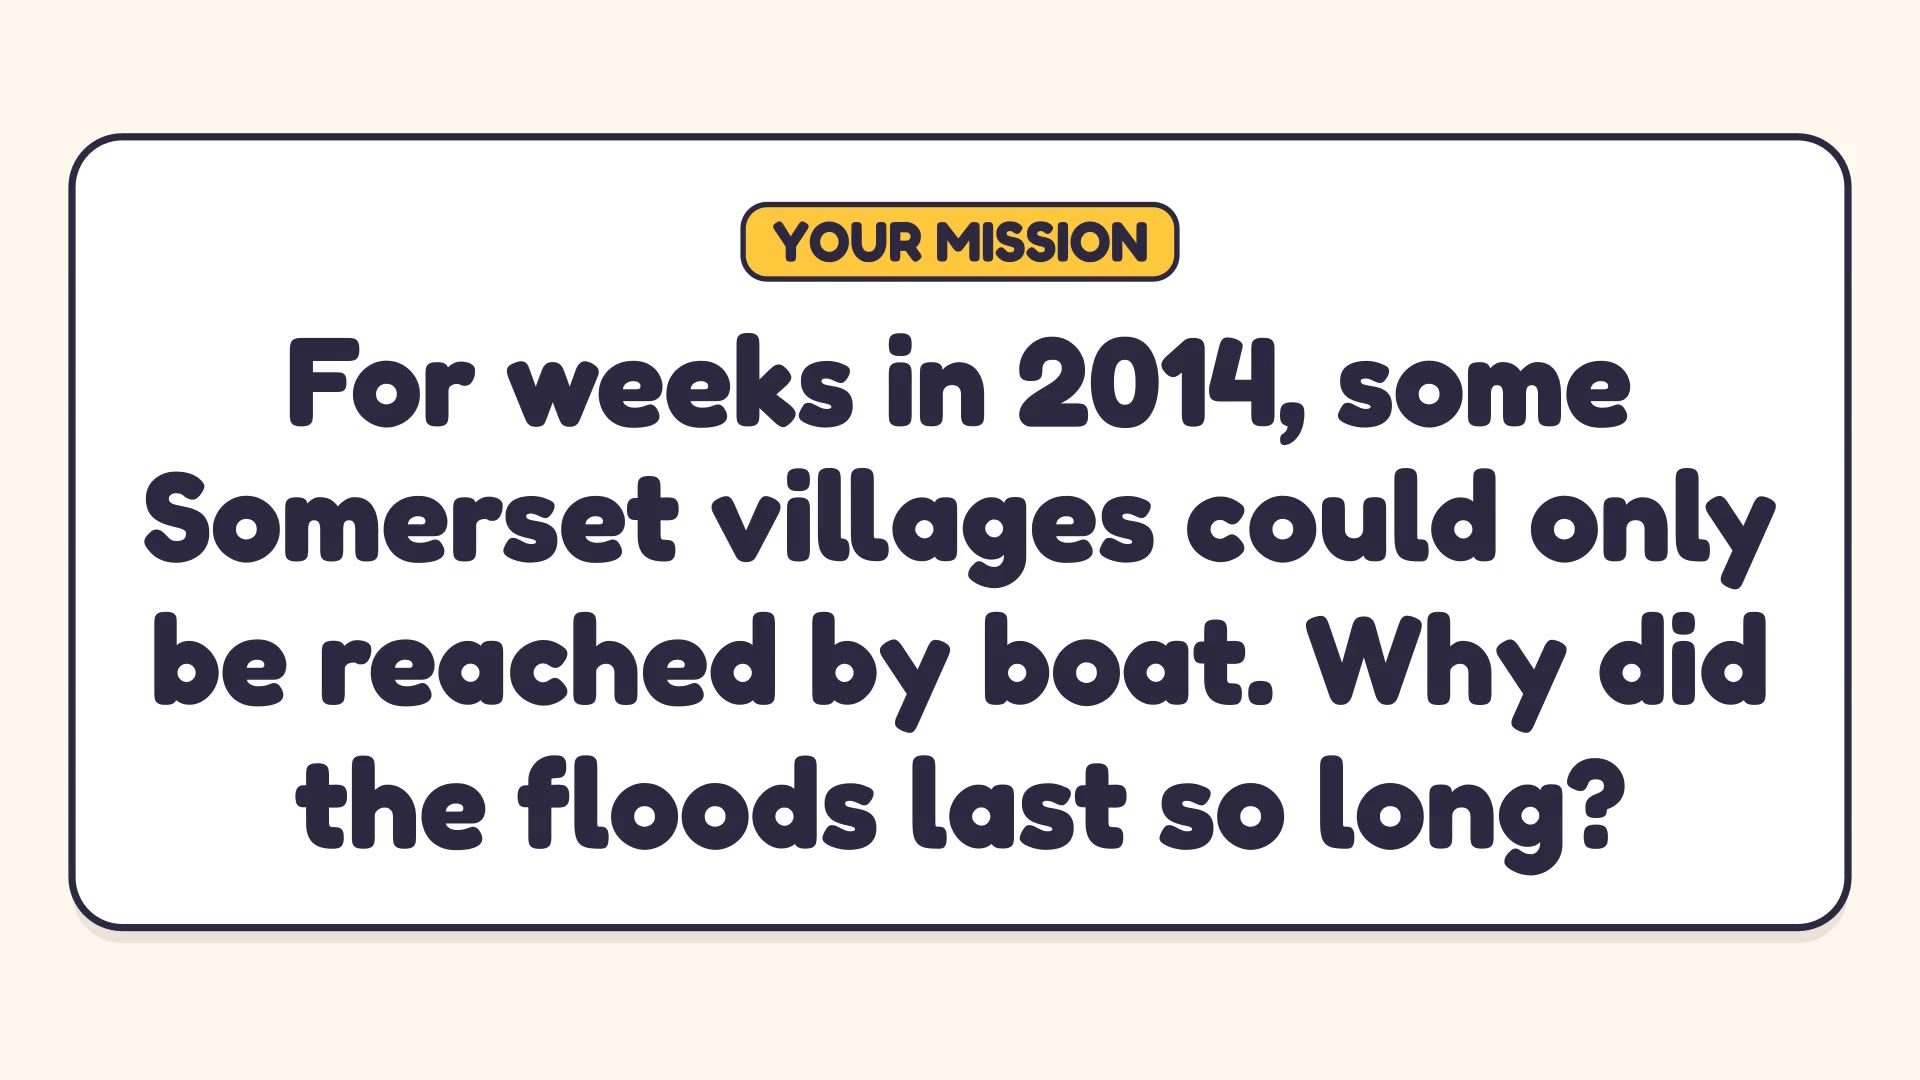 YOUR MISSION
For weeks in 2014, some
Somerset villages could only
be reached by boat. Why did
the floods last so long?